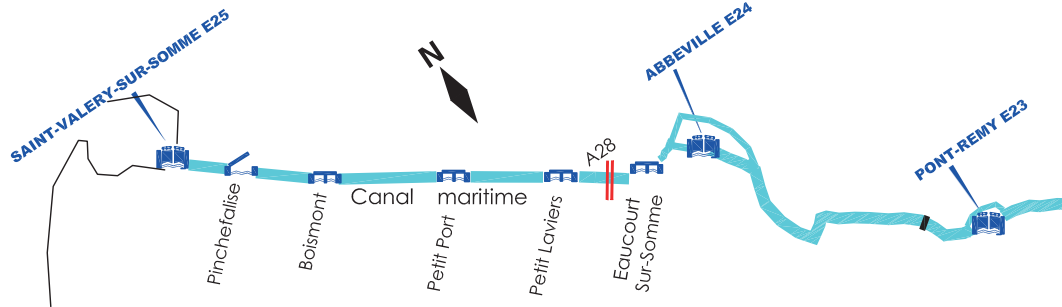 SAINT-VALERY-SUR-SOMME E25
N
ABBEVILLE E24
PONT-REMY E23
A28
Canal maritime
Pinchefalise
Boismont
Petit Port
Petit Laviers
Eaucourt
Sur-Somme